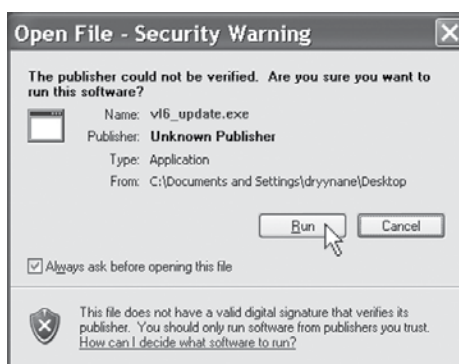 Open File - Security Warning
The publisher could not be verified. Are you sure you want to
run this software?
Name: vl6_update.exe
Publisher: Unknown Publisher
Type: Application
From: C:\Documents and Settings\dryynane\Desktop
Run Cancel
Always ask before opening this file
This file does not have a valid digital signature that verifies its
publisher. You should only run software from publishers you trust.
How can I decide what software to run?